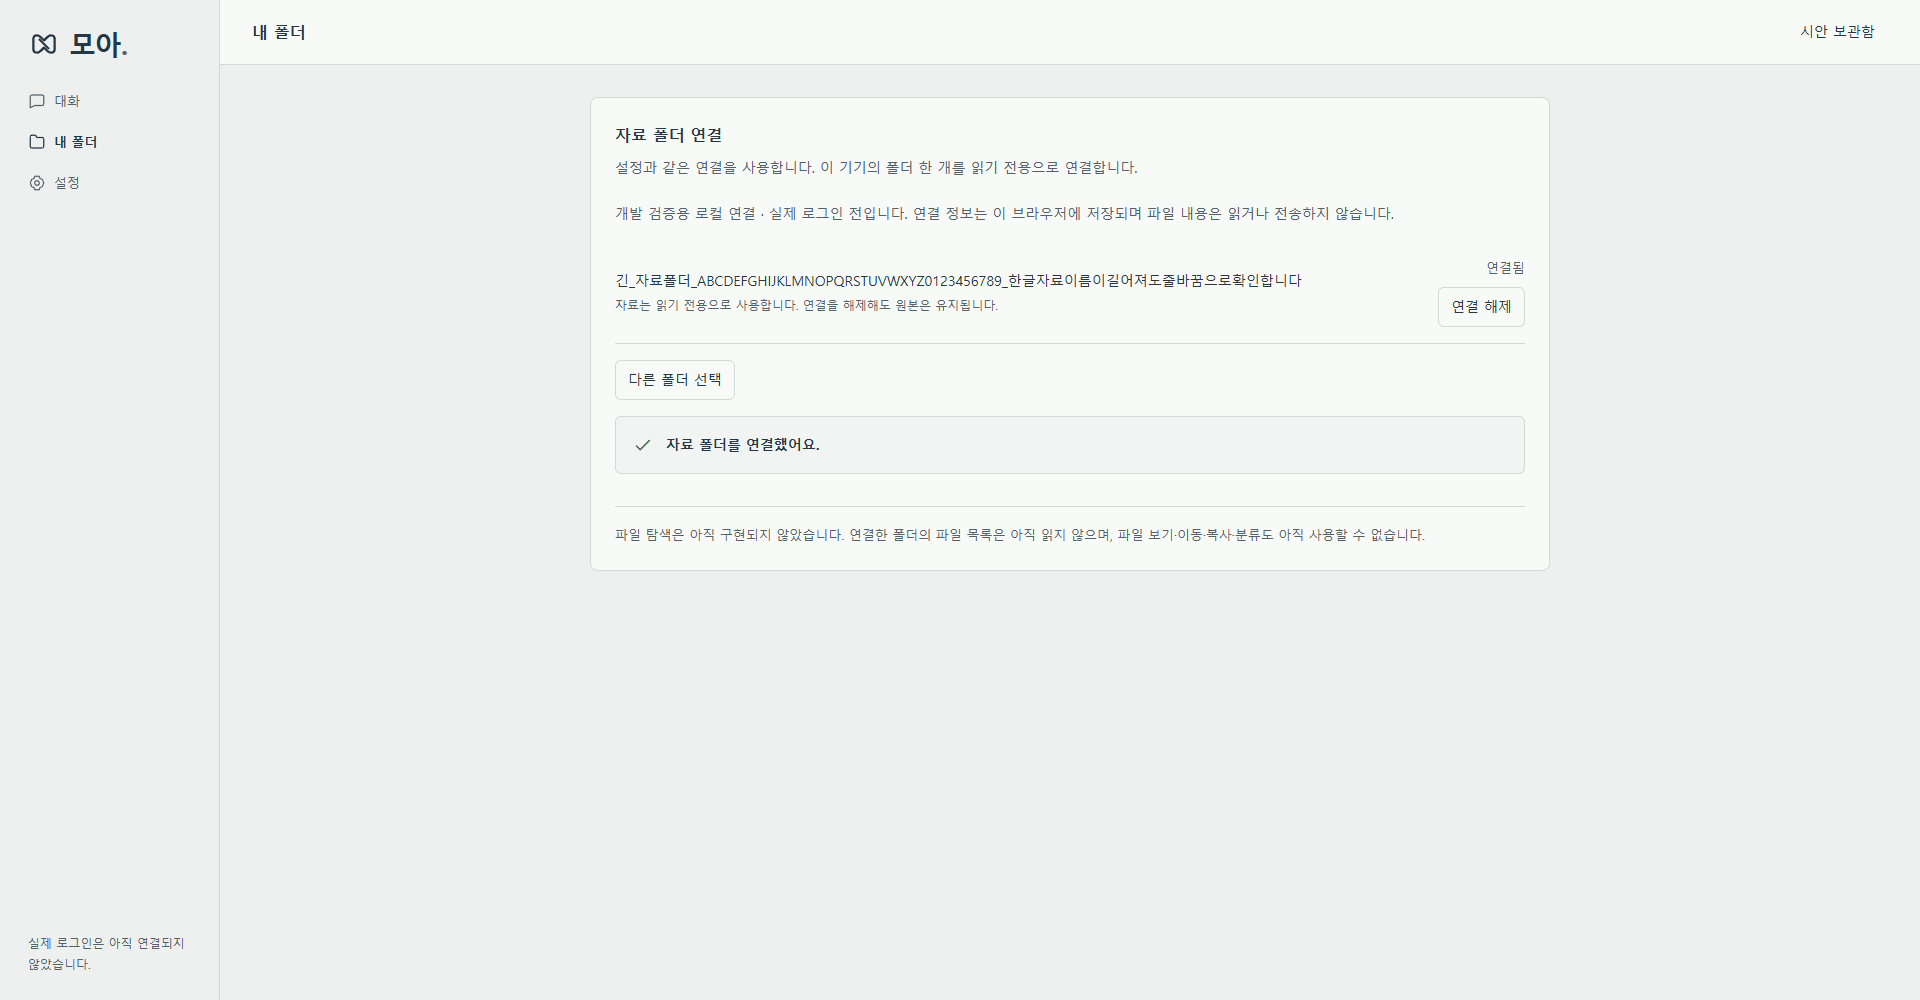 모아.
대화
내 폴더
설정
실제 로그인은 아직 연결되지
않았습니다.
내 폴더
시안 보관함
자료 폴더 연결
설정과 같은 연결을 사용합니다. 이 기기의 폴더 한 개를 읽기 전용으로 연결합니다.
개발 검증용 로컬 연결 · 실제 로그인 전입니다. 연결 정보는 이 브라우저에 저장되며 파일 내용은 읽거나 전송하지 않습니다.
긴_자료폴더_ABCDEFGHIJKLMNOPQRSTUVWXYZ0123456789_한글자료이름이길어져도줄바꿈으로확인합니다
자료는 읽기 전용으로 사용합니다. 연결을 해제해도 원본은 유지됩니다.
연결됨
연결 해제
다른 폴더 선택
자료 폴더를 연결했어요.
파일 탐색은 아직 구현되지 않았습니다. 연결한 폴더의 파일 목록은 아직 읽지 않으며, 파일 보기·이동·복사·분류도 아직 사용할 수 없습니다.